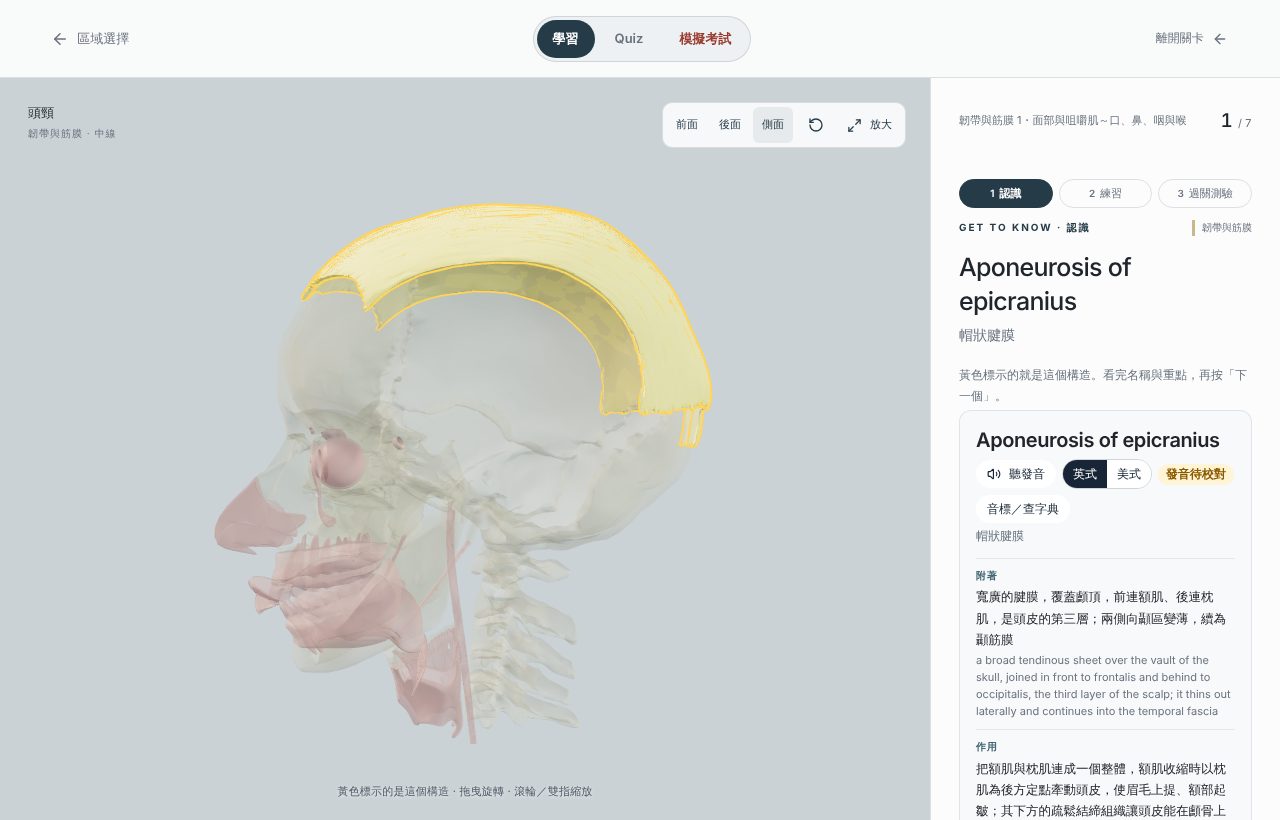 區域選擇
學習
Quiz
模擬考試
離開關卡
頭頸
韌帶與筋膜 · 中線
前面
後面
側面
放大
黃色標示的是這個構造 · 拖曳旋轉 · 滾輪／雙指縮放
韌帶與筋膜 1 · 面部與咀嚼肌～口、鼻、咽與喉
1 / 7
1 認識
2 練習
3 過關測驗
GET TO KNOW · 認識
韌帶與筋膜
Aponeurosis of
epicranius
帽狀腱膜
黃色標示的就是這個構造。看完名稱與重點，再按「下
一個」。
Aponeurosis of epicranius
聽發音
英式
美式
發音待校對
音標／查字典
帽狀腱膜
附著
寬廣的腱膜，覆蓋顱頂，前連額肌、後連枕
肌，是頭皮的第三層；兩側向顳區變薄，續為
顳筋膜
a broad tendinous sheet over the vault of the
skull, joined in front to frontalis and behind to
occipitalis, the third layer of the scalp; it thins out
laterally and continues into the temporal fascia
作用
把額肌與枕肌連成一個整體，額肌收縮時以枕
肌為後方定點牽動頭皮，使眉毛上提、額部起
皺；其下方的疏鬆結締組織讓頭皮能在顱骨上